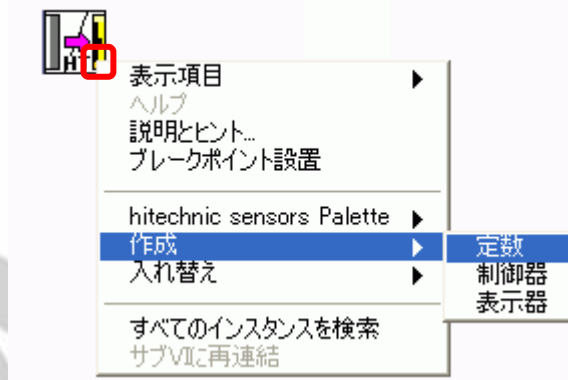 HT
表示項目
ヘルプ
説明とヒント...
ブレークポイント設置
hitechnic sensors Palette
作成
定数
入れ替え
制御器
表示器
すべてのインスタンスを検索
サブVIに再連結